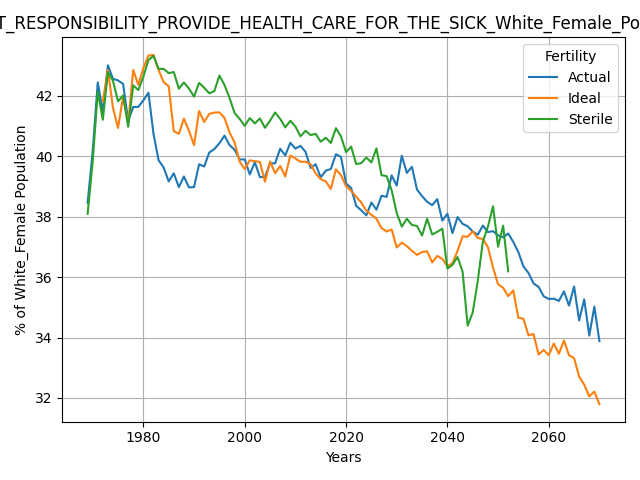 T_RESPONSIBILITY_PROVIDE_HEALTH_CARE_FOR_THE_SICK_White_Female_Po
Fertility
Actual
Ideal
Sterile
% of White_Female Population
42
40
38
36
34
32
1980
2000
2020
2040
2060
Years